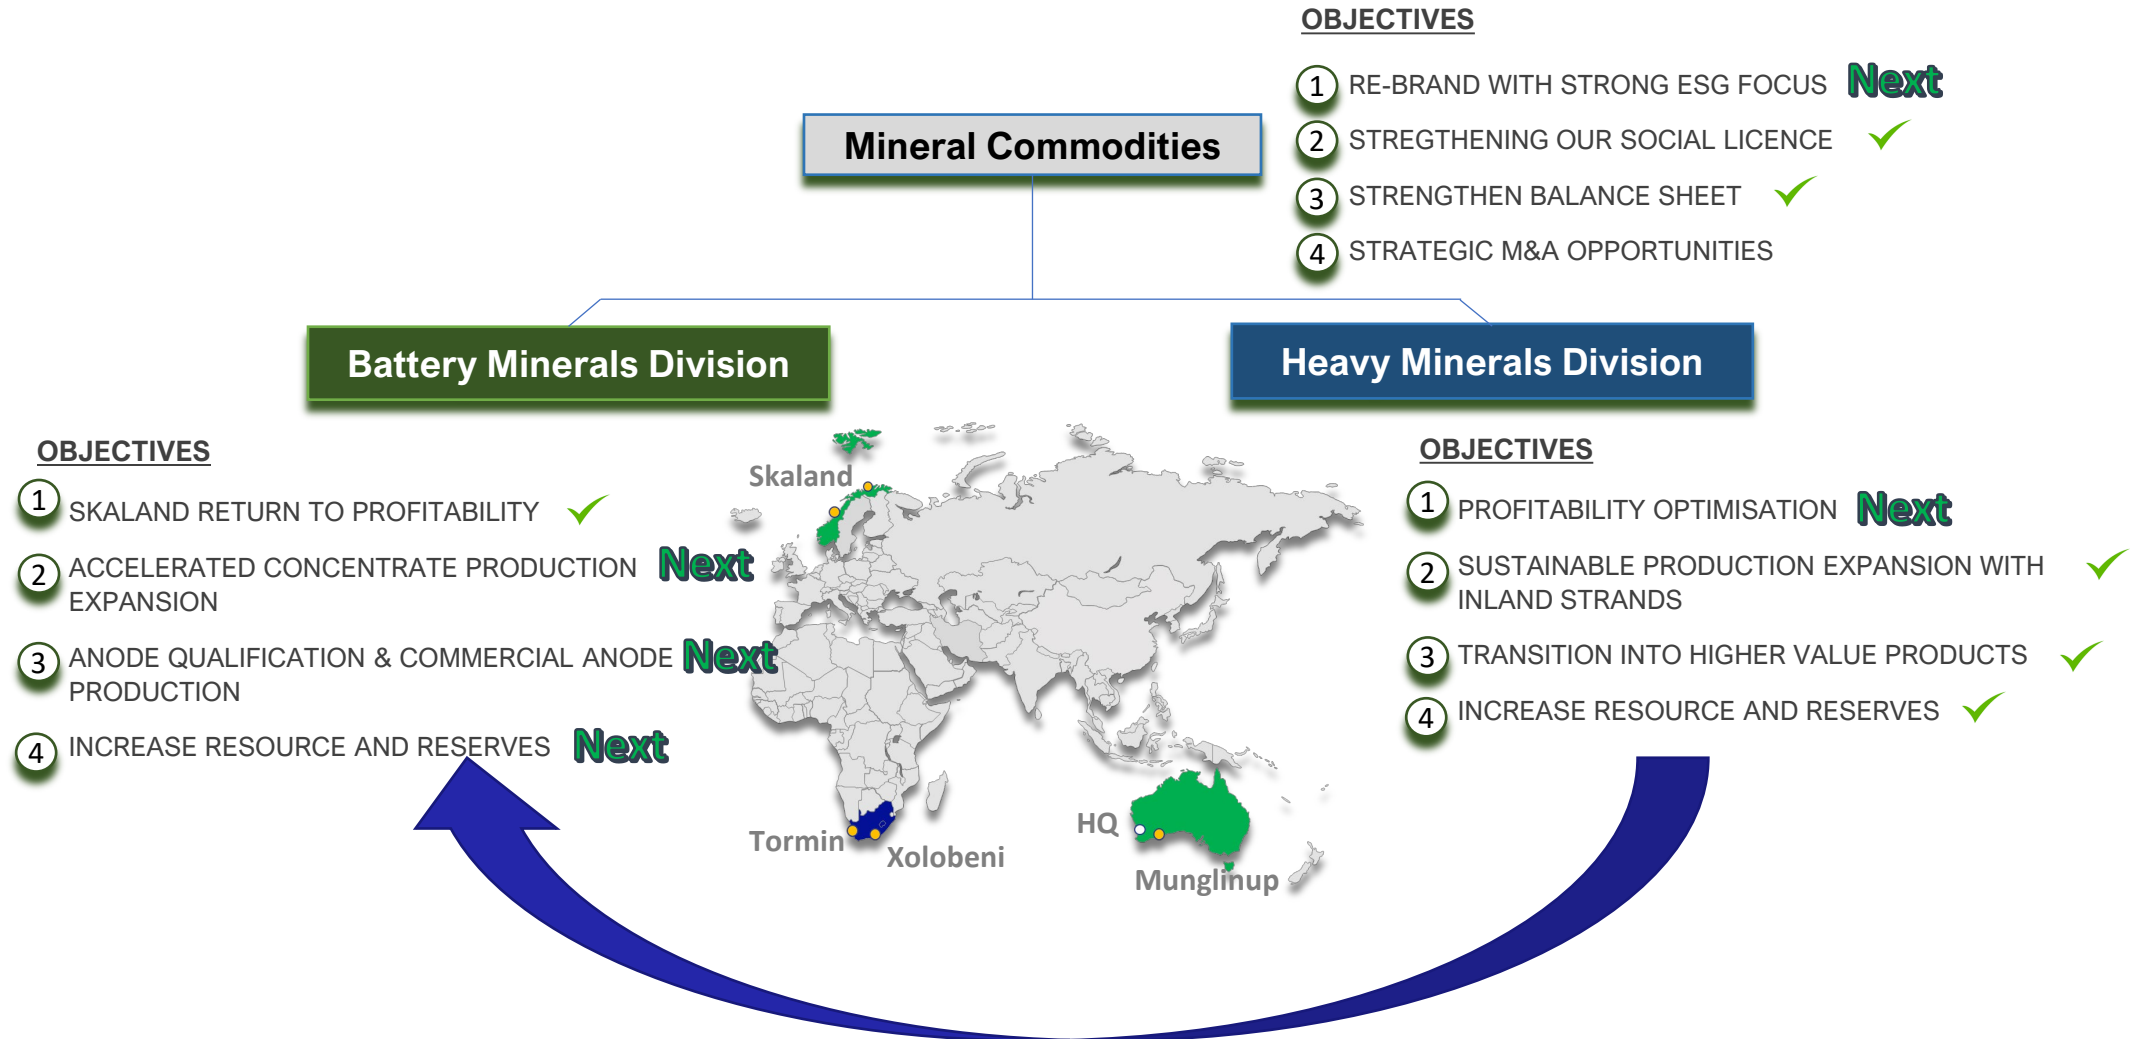 OBJECTIVES
1 RE-BRAND WITH STRONG ESG FOCUS Next
2 STREGTHENING OUR SOCIAL LICENCE
3 STRENGTHEN BALANCE SHEET
4 STRATEGIC M&A OPPORTUNITIES
Mineral Commodities
Battery Minerals Division
Heavy Minerals Division
OBJECTIVES
1 SKALAND RETURN TO PROFITABILITY
2 ACCELERATED CONCENTRATE PRODUCTION Next
EXPANSION
3 ANODE QUALIFICATION & COMMERCIAL ANODE Next
PRODUCTION
4 INCREASE RESOURCE AND RESERVES Next
Skaland
Tormin
Xolobeni
HQ
Munglinup
OBJECTIVES
1 PROFITABILITY OPTIMISATION Next
2 SUSTAINABLE PRODUCTION EXPANSION WITH
INLAND STRANDS
3 TRANSITION INTO HIGHER VALUE PRODUCTS
4 INCREASE RESOURCE AND RESERVES